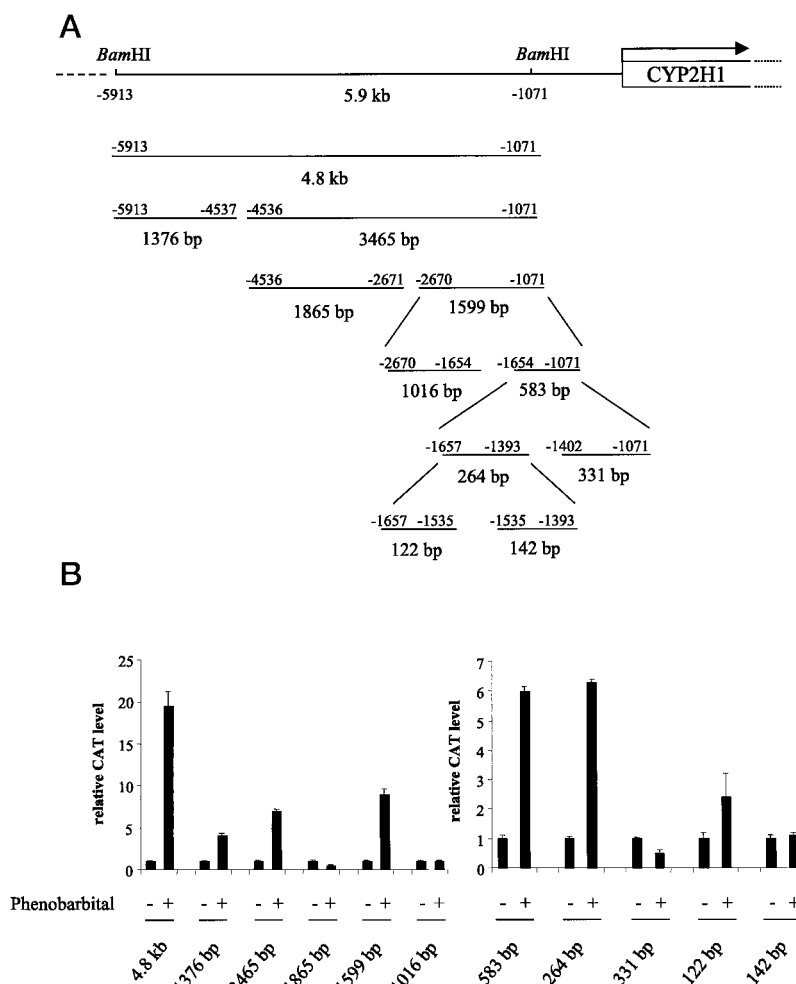 A
BamHI BamHI
CYP2H1
-5913 5.9 kb -1071
-5913 -1071
4.8 kb
-5913 -4537 -4536 -1071
1376 bp 3465 bp
-4536 -2671 -2670 -1071
1865 bp 1599 bp
-2670 -1654 -1654 -1071
1016 bp 583 bp
-1657 -1393 -1402 -1071
264 bp 331 bp
-1657 -1535 -1535 -1393
122 bp 142 bp
B
relative CAT level
25
20
15
10
5
0
relative CAT level
7
6
5
4
3
2
1
0
Phenobarbital - + - + - + - + - + - + - + - + - + - + - +
4.8 kb 1376 bp 3465 bp 1865 bp 1599 bp 1016 bp 583 bp 264 bp 331 bp 122 bp 142 bp